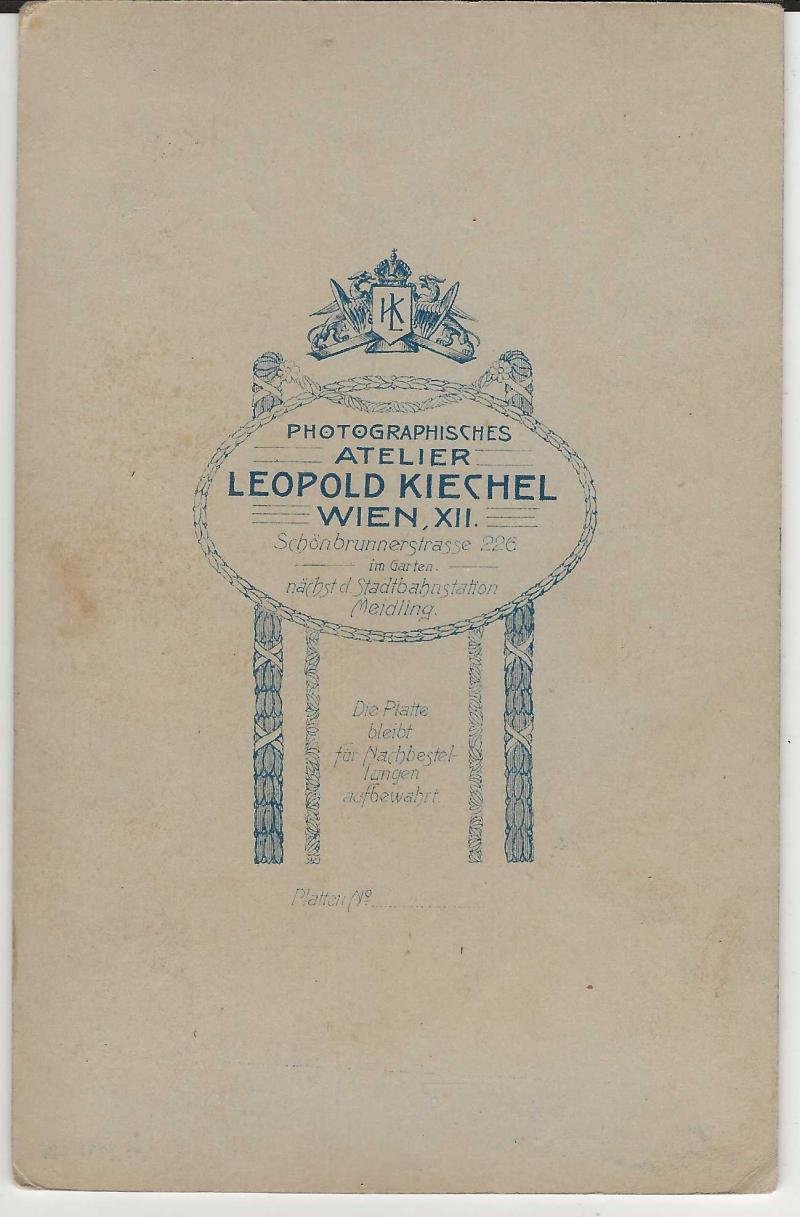 LK
PHOTOGRAPHISCHES
ATELIER
LEOPOLD KIECHEL
WIEN, XII.
Schönbrunnerstrasse 226
im Garten.
nächst d. Stadtbahnstation
Meidling.
Die Platte
bleibt
für Nachbestel-
lungen
aufbewahrt.
Platten No